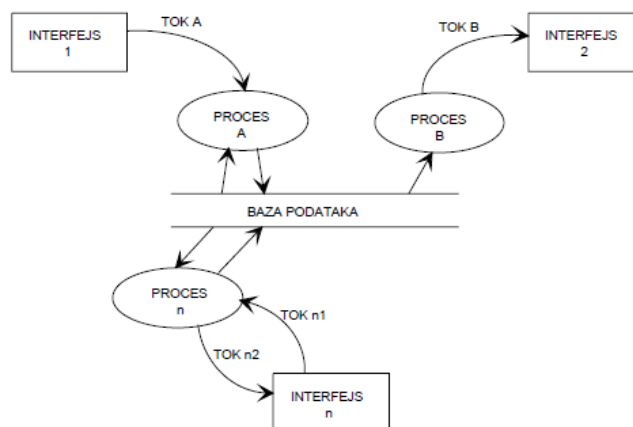 INTERFEJS
1
TOK A
TOK B
INTERFEJS
2
PROCES
A
PROCES
B
BAZA PODATAKA
PROCES
n
TOK n1
TOK n2
INTERFEJS
n